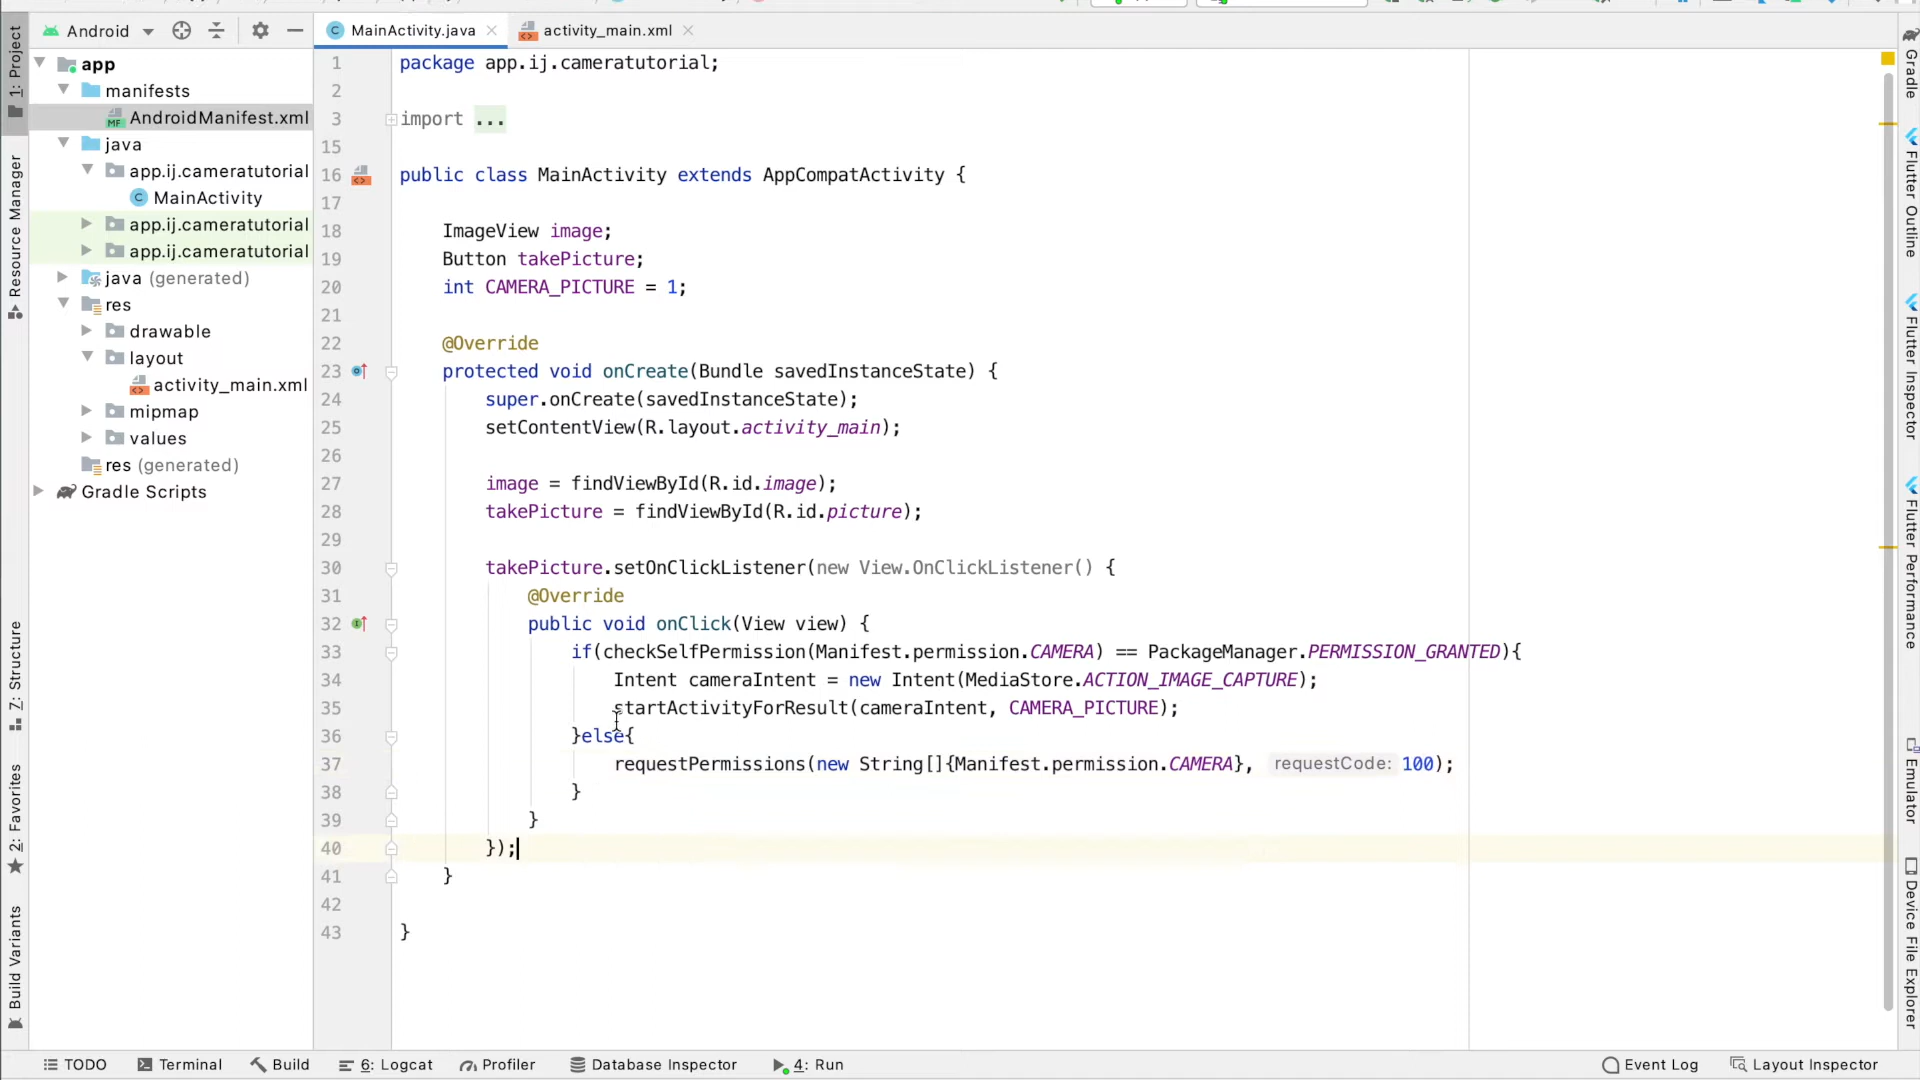 Android
MainActivity.java
activity_main.xml
1: Project
Resource Manager
7: Structure
2: Favorites
Build Variants
app
manifests
AndroidManifest.xml
java
app.ij.cameratutorial
MainActivity
app.ij.cameratutorial
app.ij.cameratutorial
java (generated)
res
drawable
layout
activity_main.xml
mipmap
values
res (generated)
Gradle Scripts
1 package app.ij.cameratutorial;
2
3 import ...
15
16 public class MainActivity extends AppCompatActivity {
17
18 ImageView image;
19 Button takePicture;
20 int CAMERA_PICTURE = 1;
21
22 @Override
23 protected void onCreate(Bundle savedInstanceState) {
24 super.onCreate(savedInstanceState);
25 setContentView(R.layout.activity_main);
26
27 image = findViewById(R.id.image);
28 takePicture = findViewById(R.id.picture);
29
30 takePicture.setOnClickListener(new View.OnClickListener() {
31 @Override
32 public void onClick(View view) {
33 if(checkSelfPermission(Manifest.permission.CAMERA) == PackageManager.PERMISSION_GRANTED){
34 Intent cameraIntent = new Intent(MediaStore.ACTION_IMAGE_CAPTURE);
35 startActivityForResult(cameraIntent, CAMERA_PICTURE);
36 }else{
37 requestPermissions(new String[]{Manifest.permission.CAMERA}, requestCode: 100);
38 }
39 }
40 });
41 }
42
43 }
Gradle
Flutter Outline
Flutter Inspector
Flutter Performance
Emulator
Device File Explorer
TODO
Terminal
Build
6: Logcat
Profiler
Database Inspector
4: Run
Event Log
Layout Inspector